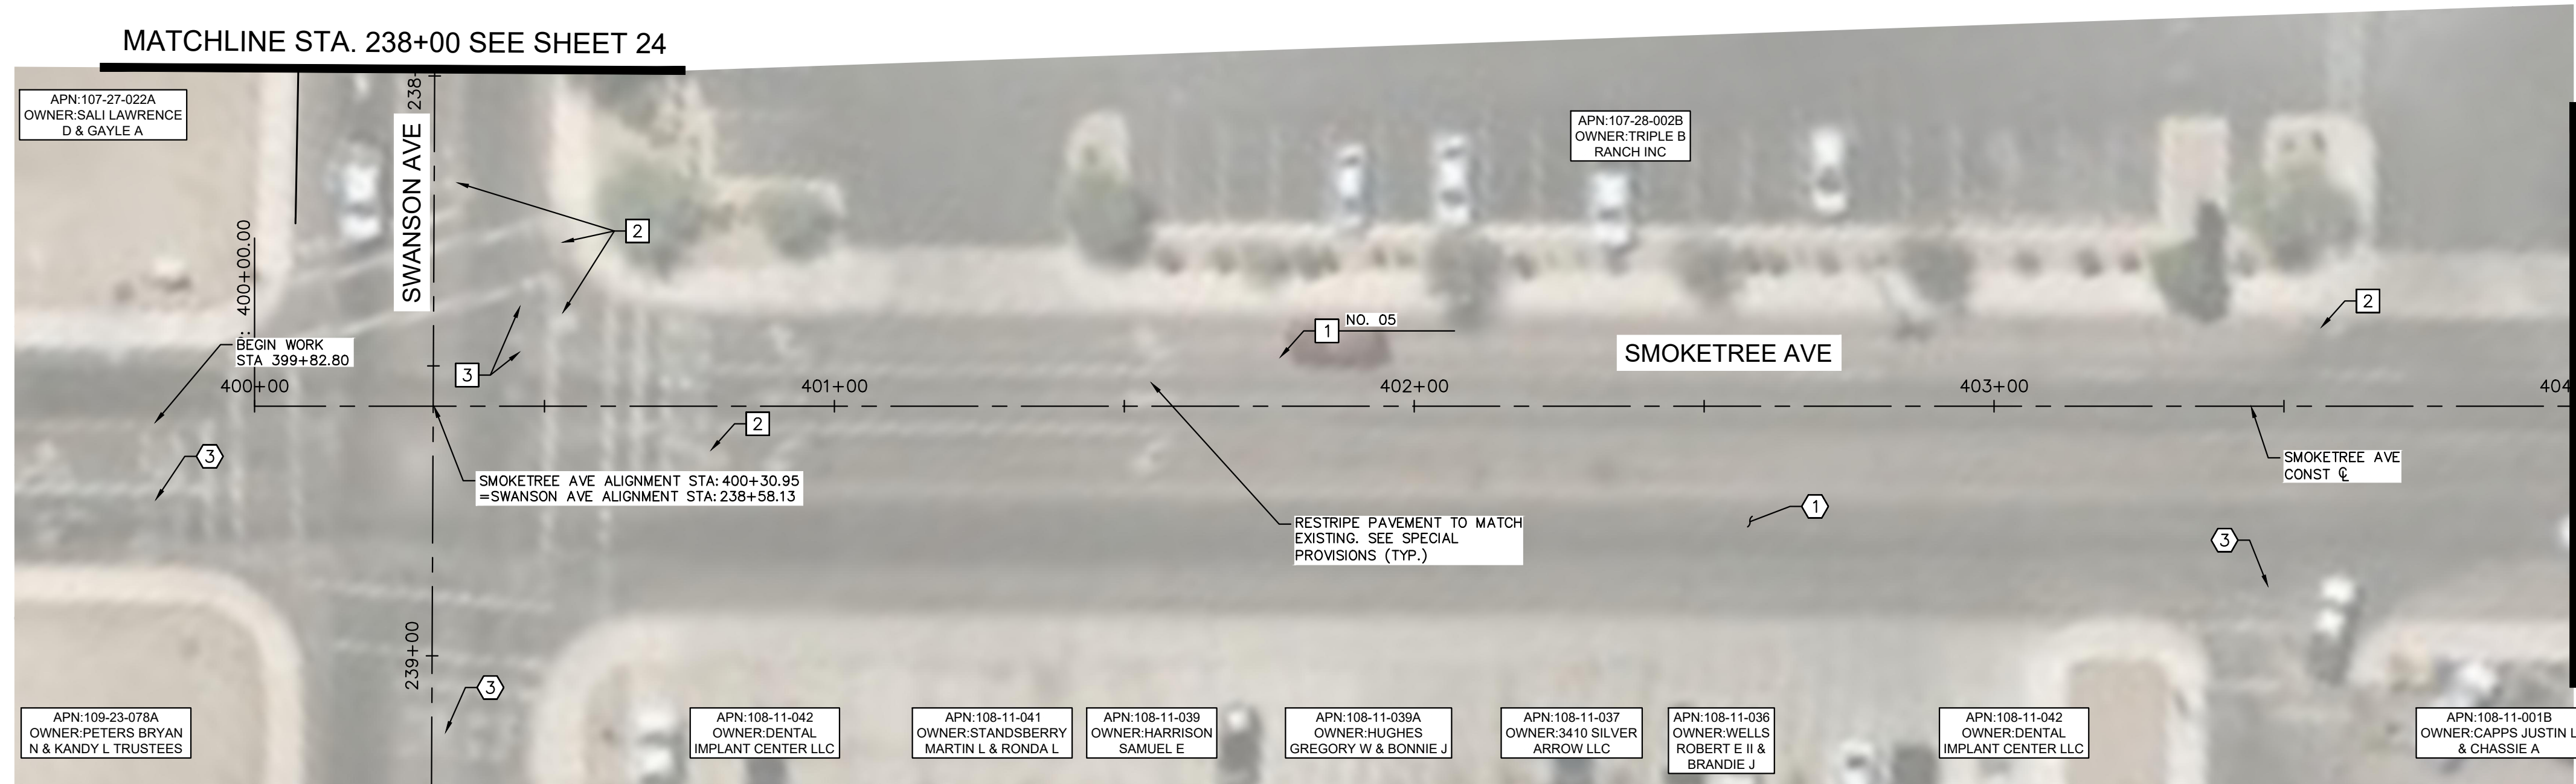 MATCHLINE STA. 238+00 SEE SHEET 24
APN:107-27-022A
OWNER:SALI LAWRENCE
D & GAYLE A
238
SWANSON AVE
APN:107-28-002B
OWNER:TRIPLE B
RANCH INC
2
400+00.00
2
1 NO. 05
BEGIN WORK
STA 399+82.80
SMOKETREE AVE
3
400+00
401+00
402+00
403+00
404
2
3
SMOKETREE AVE
CONST ℄
SMOKETREE AVE ALIGNMENT STA:400+30.95
=SWANSON AVE ALIGNMENT STA:238+58.13
1
RESTRIPE PAVEMENT TO MATCH
EXISTING. SEE SPECIAL
PROVISIONS (TYP.)
3
239+00
3
APN:109-23-078A
OWNER:PETERS BRYAN
N & KANDY L TRUSTEES
APN:108-11-042
OWNER:DENTAL
IMPLANT CENTER LLC
APN:108-11-041
OWNER:STANDSBERRY
MARTIN L & RONDA L
APN:108-11-039
OWNER:HARRISON
SAMUEL E
APN:108-11-039A
OWNER:HUGHES
GREGORY W & BONNIE J
APN:108-11-037
OWNER:3410 SILVER
ARROW LLC
APN:108-11-036
OWNER:WELLS
ROBERT E II &
BRANDIE J
APN:108-11-042
OWNER:DENTAL
IMPLANT CENTER LLC
APN:108-11-001B
OWNER:CAPPS JUSTIN L
& CHASSIE A